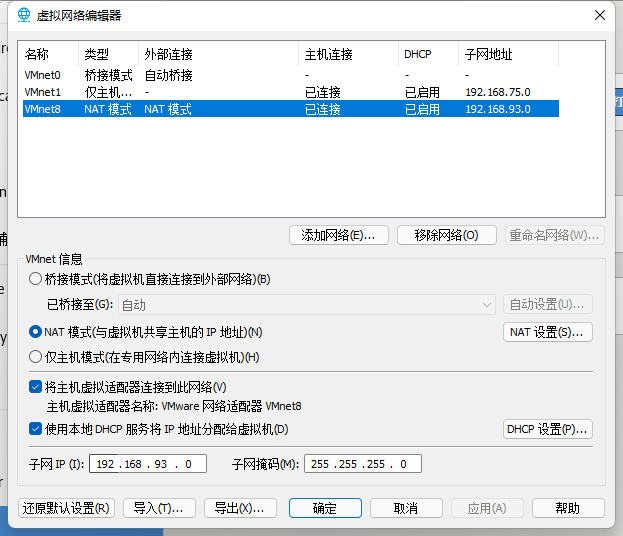 虚拟网络编辑器
名称 类型 外部连接 主机连接 DHCP 子网地址
VMnet0 桥接模式 自动桥接 - - -
VMnet1 仅主机... - 已连接 已启用 192.168.75.0
VMnet8 NAT 模式 NAT 模式 已连接 已启用 192.168.93.0
添加网络(E)... 移除网络(O) 重命名网络(W)...
VMnet 信息
桥接模式(将虚拟机直接连接到外部网络)(B)
已桥接至(G): 自动 自动设置(U)...
NAT 模式(与虚拟机共享主机的 IP 地址)(N) NAT 设置(S)...
仅主机模式(在专用网络内连接虚拟机)(H)
将主机虚拟适配器连接到此网络(V)
主机虚拟适配器名称: VMware 网络适配器 VMnet8
使用本地 DHCP 服务将 IP 地址分配给虚拟机(D) DHCP 设置(P)...
子网 IP (I): 192 . 168 . 93 . 0 子网掩码(M): 255 . 255 . 255 . 0
还原默认设置(R) 导入(T)... 导出(X)... 确定 取消 应用(A) 帮助